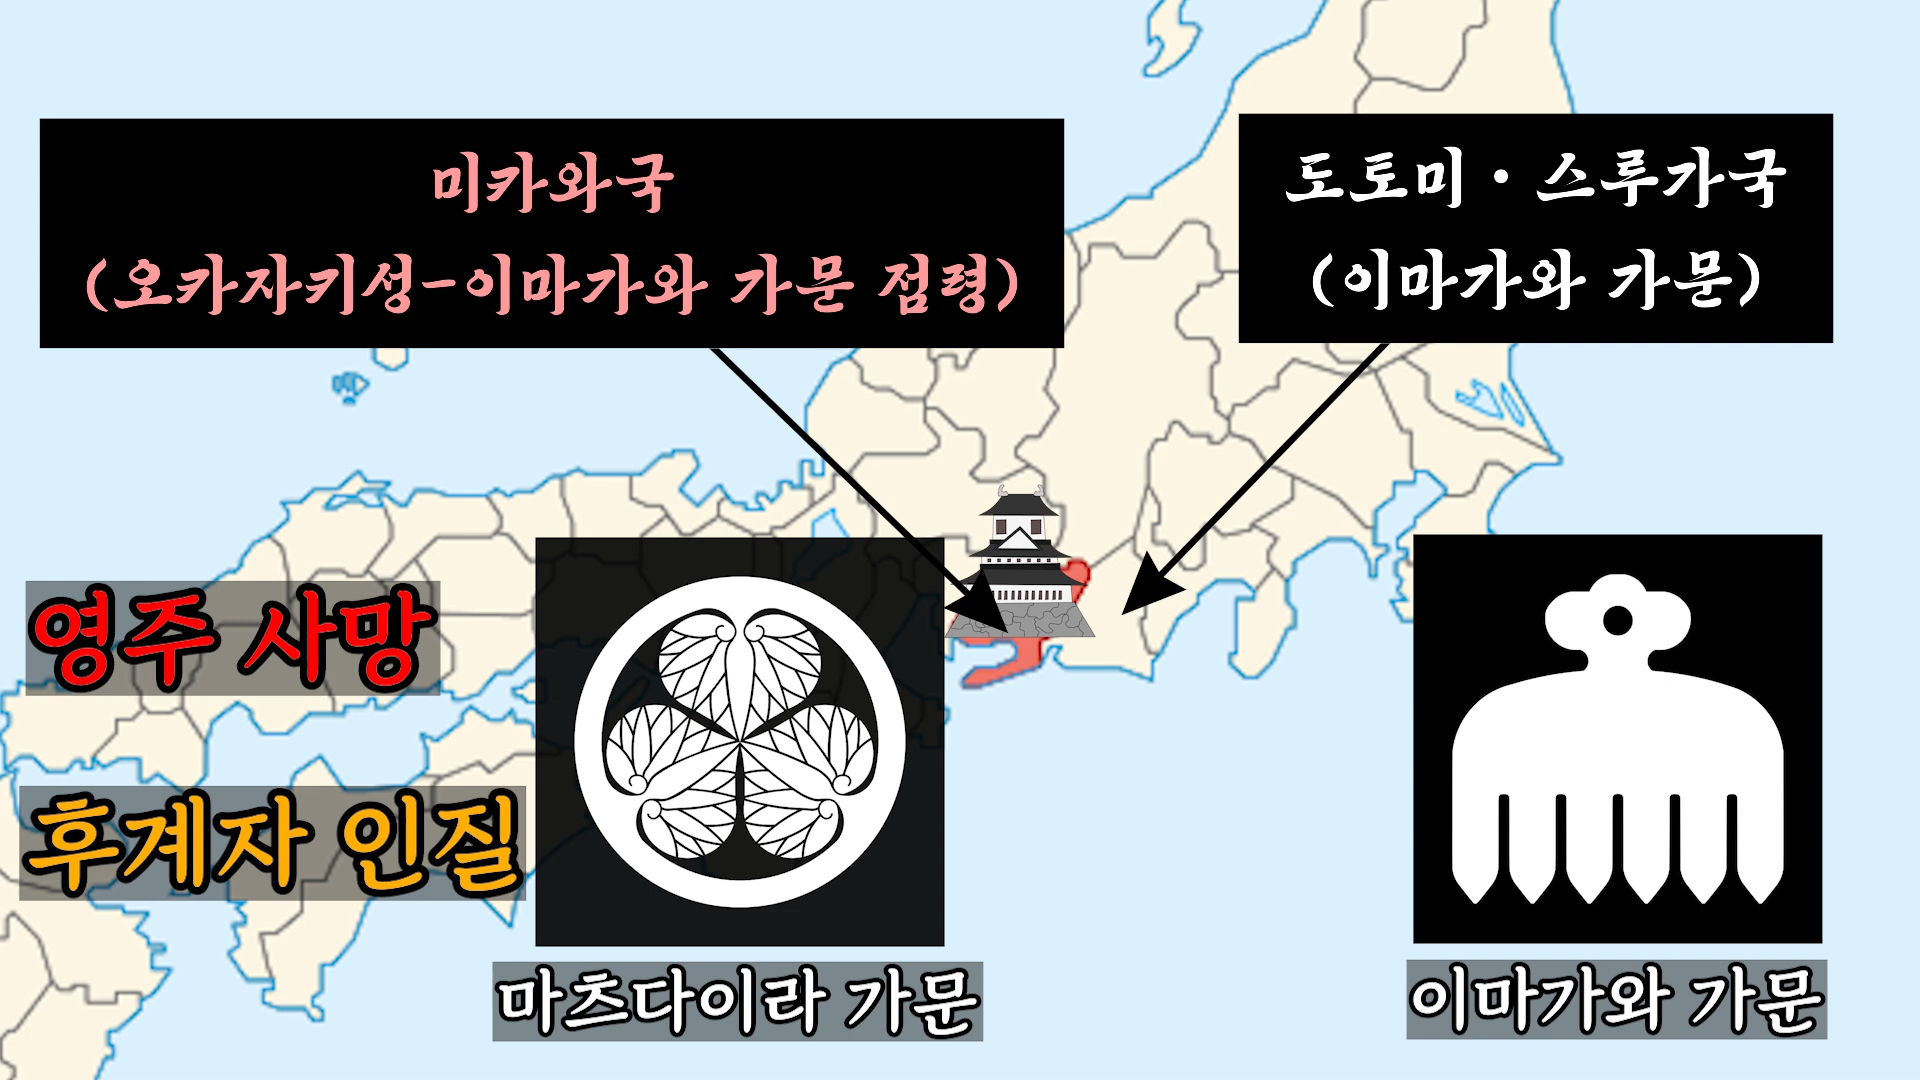 미카와국
(오카자키성-이마가와 가문 점령)
도토미·스루가국
(이마가와 가문)
영주 사망
후계자 인질
마츠다이라 가문
이마가와 가문